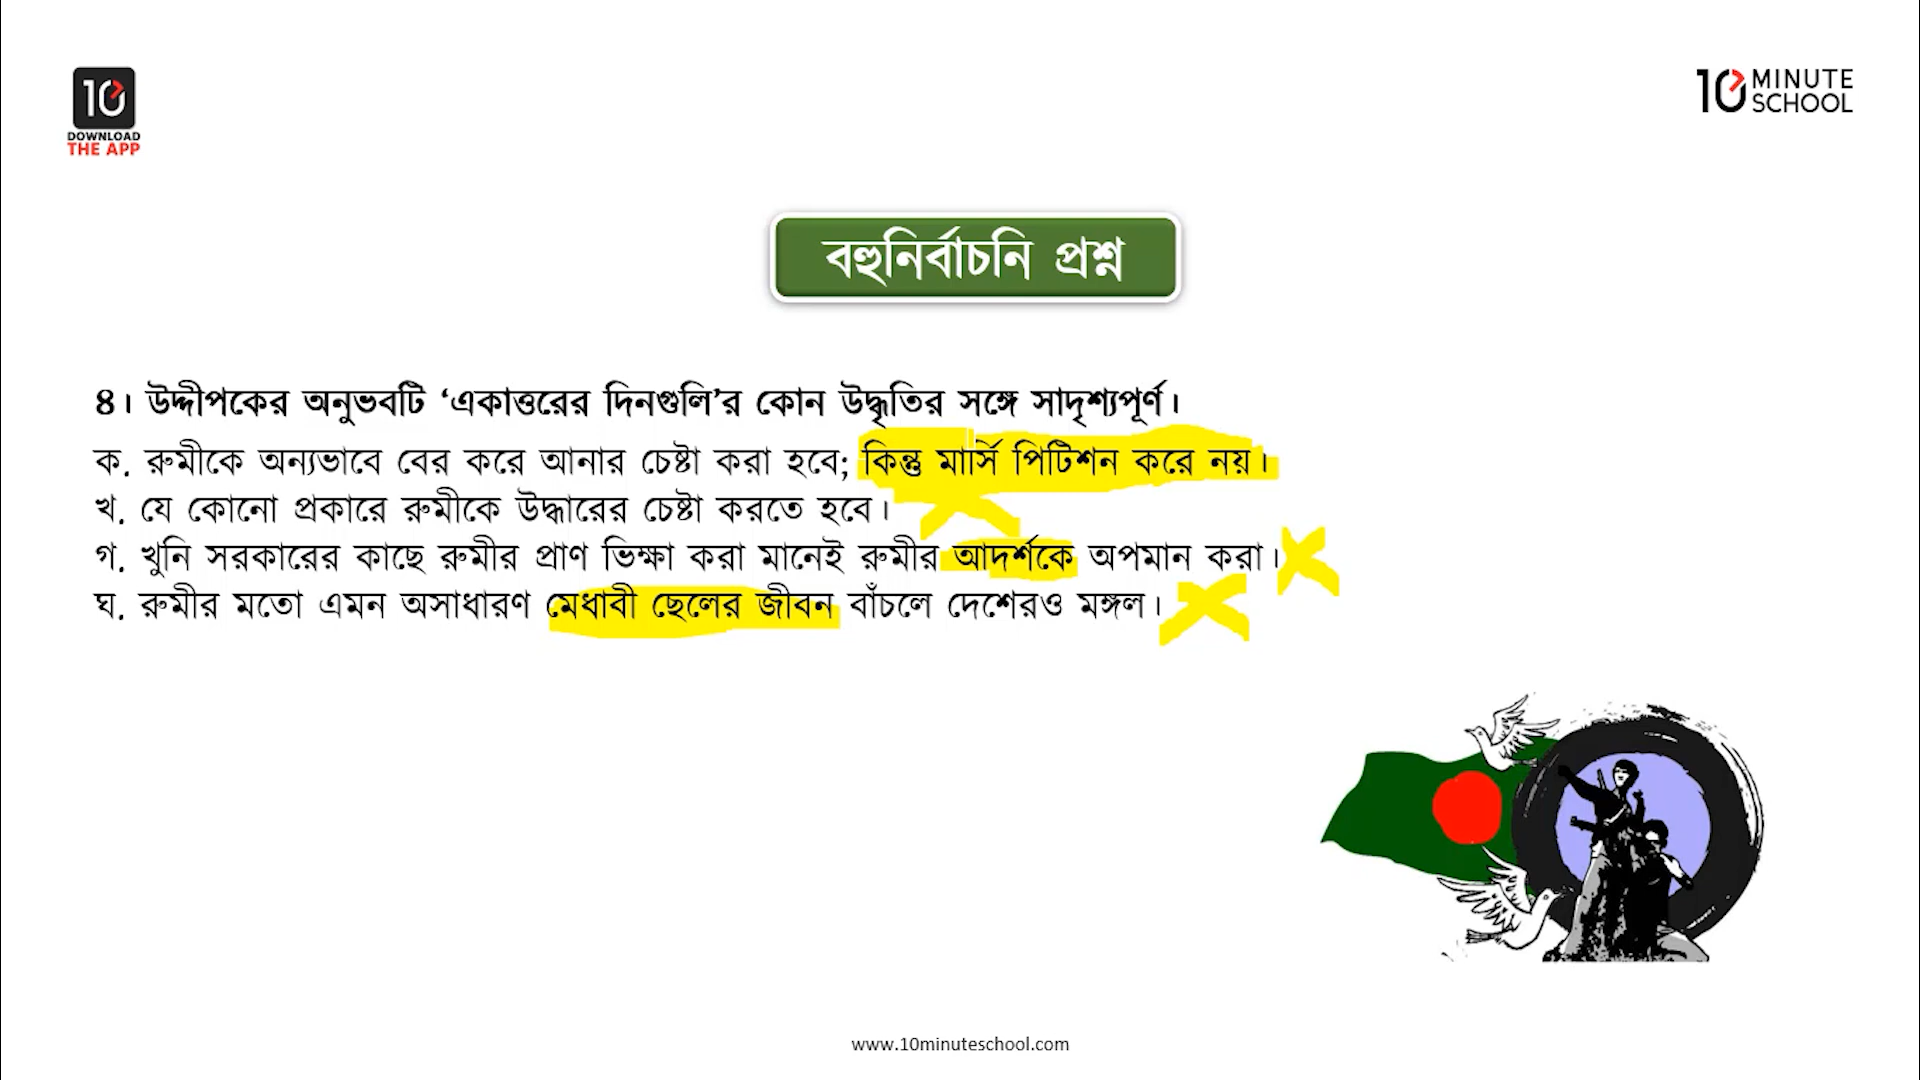 10
DOWNLOAD
THE APP
10 MINUTE
SCHOOL
বহুনির্বাচনি প্রশ্ন
৪। উদ্দীপকের অনুভবটি ‘একাত্তরের দিনগুলি’র কোন উদ্ধৃতির সঙ্গে সাদৃশ্যপূর্ণ।
ক. রুমীকে অন্যভাবে বের করে আনার চেষ্টা করা হবে; কিন্তু মার্সি পিটিশন করে নয়।
খ. যে কোনো প্রকারে রুমীকে উদ্ধারের চেষ্টা করতে হবে।
গ. খুনি সরকারের কাছে রুমীর প্রাণ ভিক্ষা করা মানেই রুমীর আদর্শকে অপমান করা।
ঘ. রুমীর মতো এমন অসাধারণ মেধাবী ছেলের জীবন বাঁচলে দেশেরও মঙ্গল।
www.10minuteschool.com